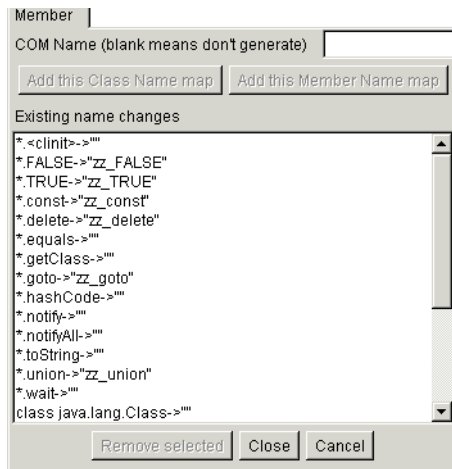 Member
COM Name (blank means don't generate)
Add this Class Name map Add this Member Name map
Existing name changes
*.<clinit>->""
*.FALSE->"zz_FALSE"
*.TRUE->"zz_TRUE"
*.const->"zz_const"
*.delete->"zz_delete"
*.equals->""
*.getClass->""
*.goto->"zz_goto"
*.hashCode->""
*.notify->""
*.notifyAll->""
*.toString->""
*.union->"zz_union"
*.wait->""
class java.lang.Class->""
Remove selected Close Cancel